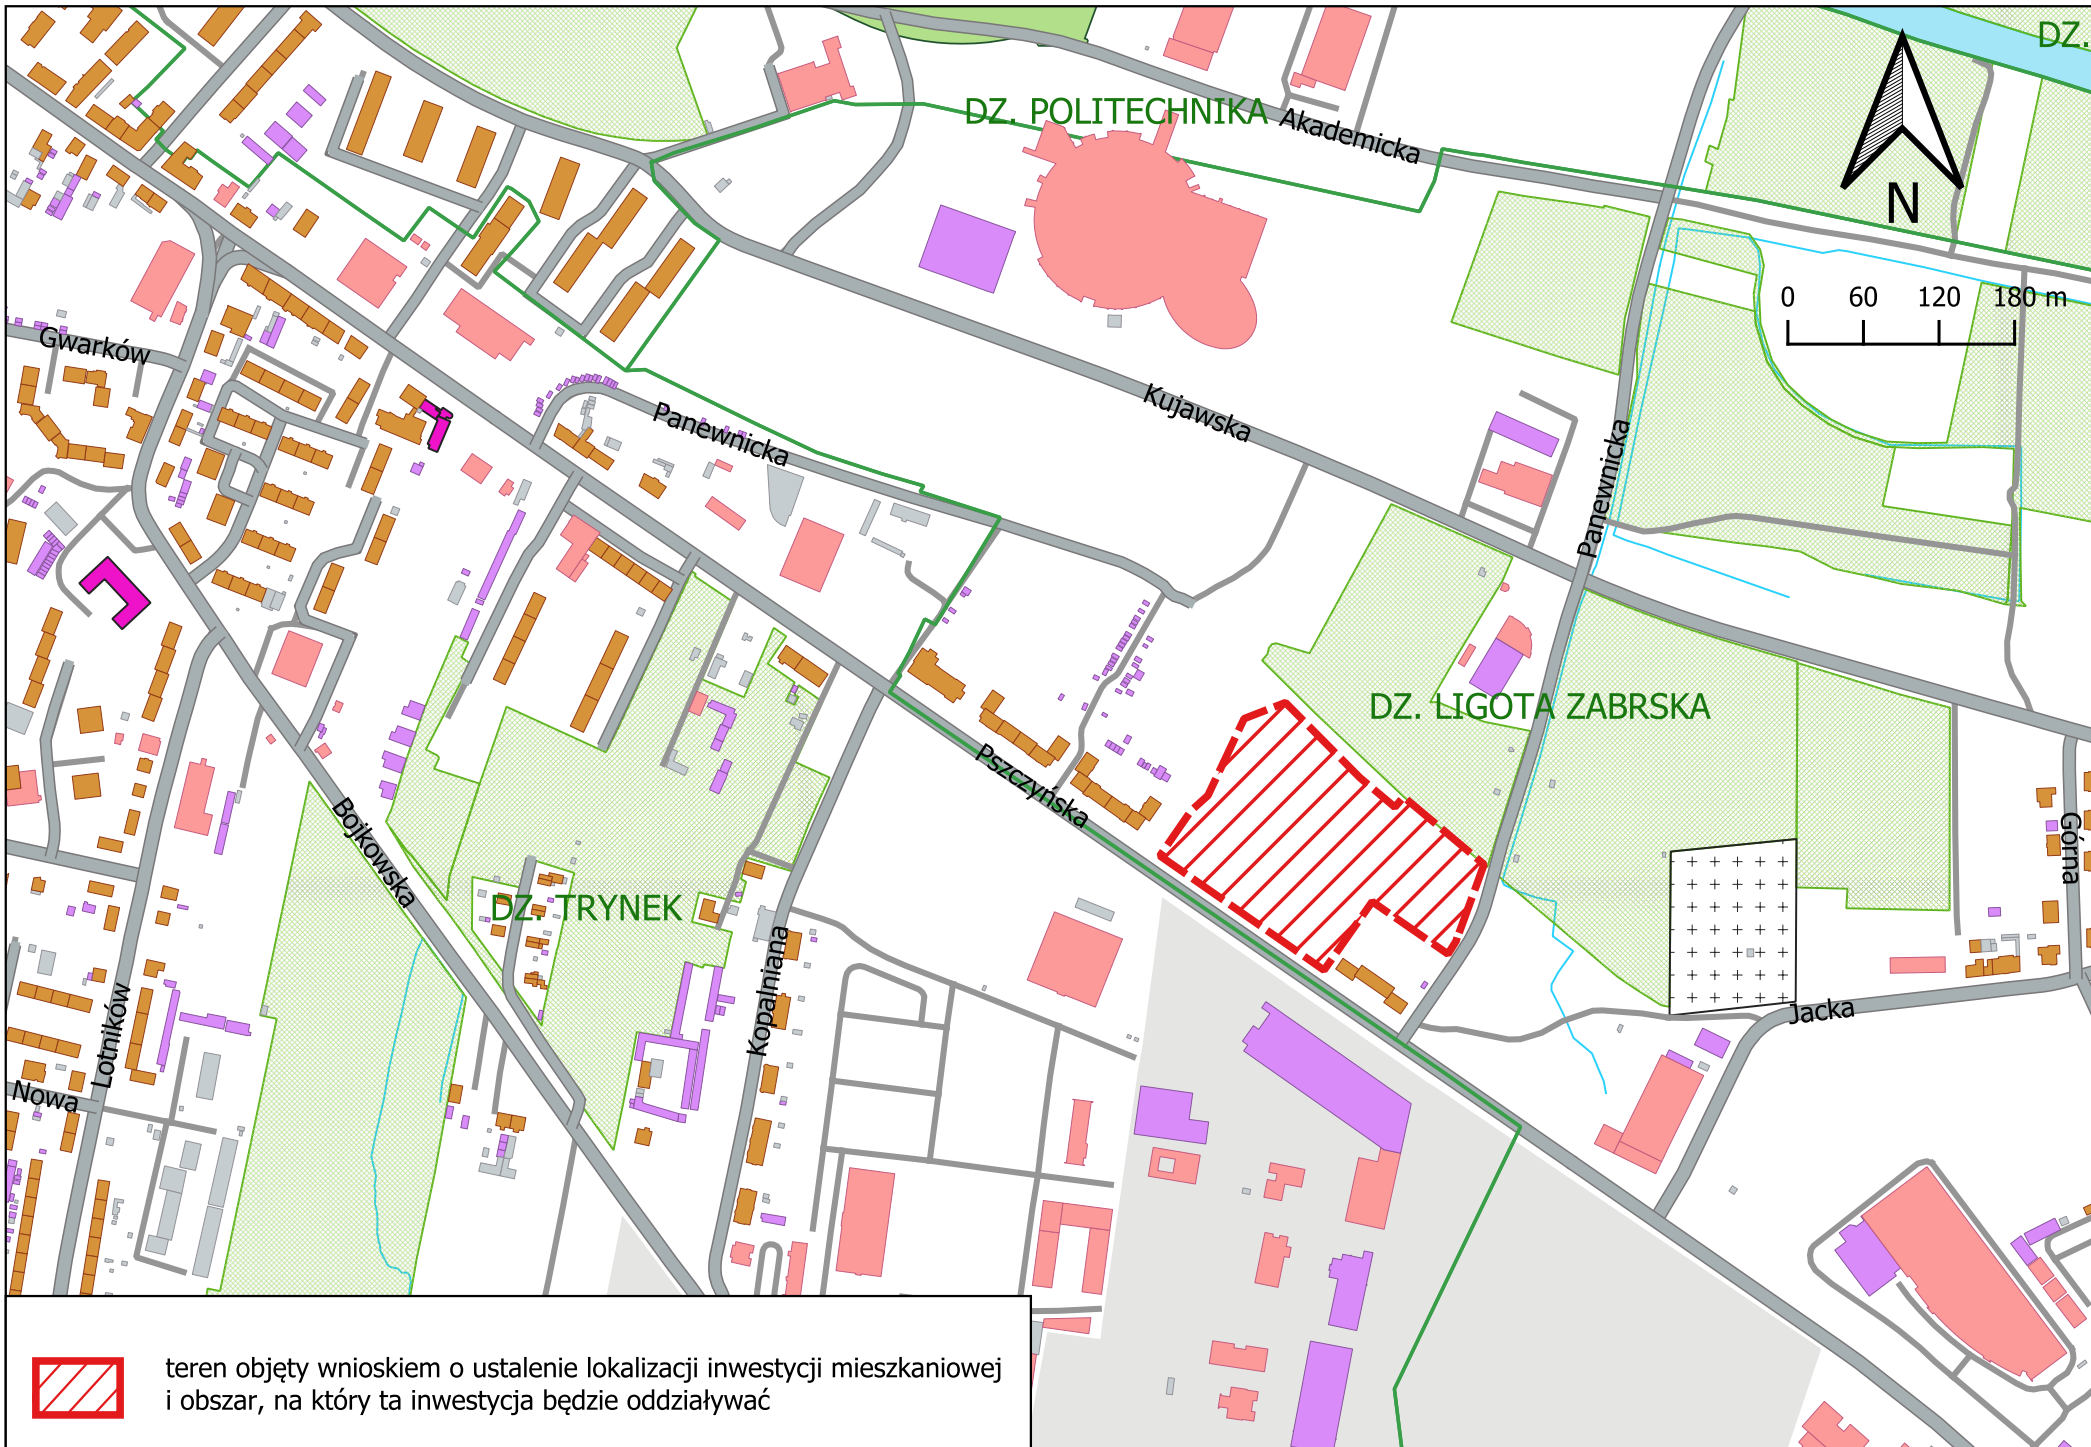 DZ.
DZ. POLITECHNIKA
Akademicka
N
0 60 120 180 m
Gwarków
Panewnicka
Kujawska
Panewnicka
DZ. LIGOTA ZABRSKA
Pszczyńska
Bojkowska
Górna
DZ. TRYNEK
Kopalniana
Lotników
Jacka
Nowa
teren objęty wnioskiem o ustalenie lokalizacji inwestycji mieszkaniowej
i obszar, na który ta inwestycja będzie oddziaływać